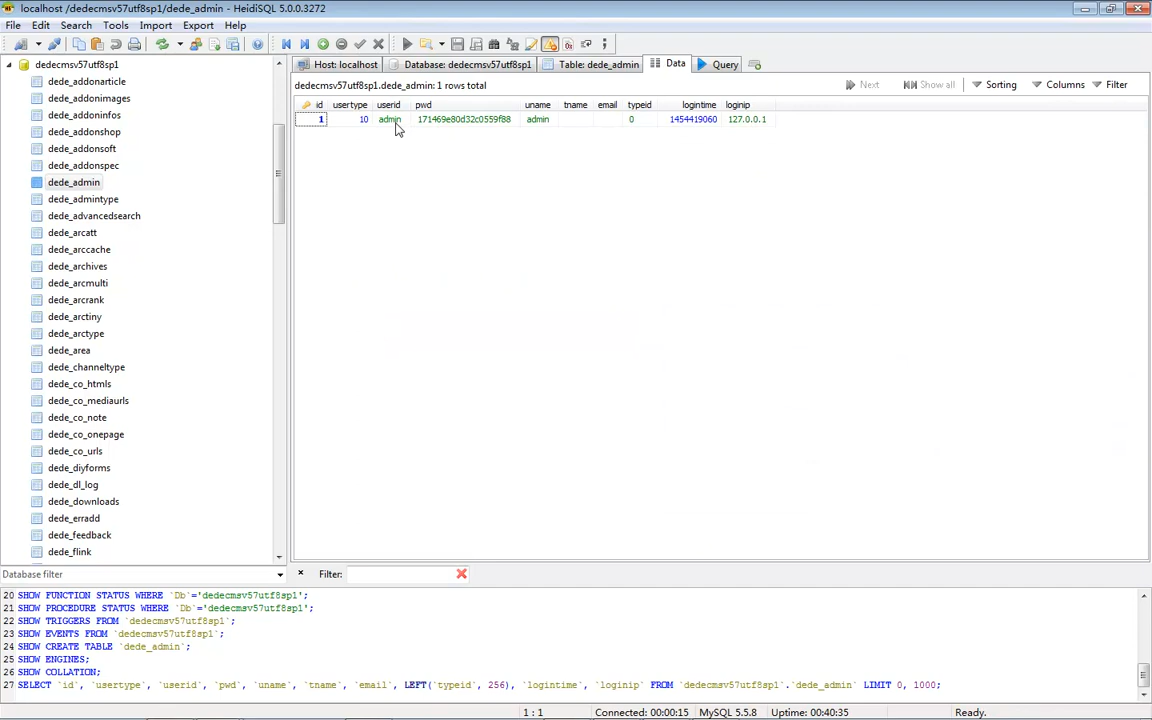 localhost /dedecmsv57utf8sp1/dede_admin - HeidiSQL 5.0.0.3272
File Edit Search Tools Import Export Help
dedecmsv57utf8sp1
dede_addonarticle
dede_addonimages
dede_addoninfos
dede_addonshop
dede_addonsoft
dede_addonspec
dede_admin
dede_admintype
dede_advancedsearch
dede_arcatt
dede_arccache
dede_archives
dede_arcmulti
dede_arcrank
dede_arctiny
dede_arctype
dede_area
dede_channeltype
dede_co_htmls
dede_co_mediaurls
dede_co_note
dede_co_onepage
dede_co_urls
dede_diyforms
dede_dl_log
dede_downloads
dede_erradd
dede_feedback
dede_flink
Host: localhost Database: dedecmsv57utf8sp1 Table: dede_admin Data Query
dedecmsv57utf8sp1.dede_admin: 1 rows total Next Show all Sorting Columns Filter
id usertype userid pwd uname tname email typeid logintime loginip
1 10 admin 171469e80d32c0559f88 admin 0 1454419060 127.0.0.1
Database filter Filter:
20 SHOW FUNCTION STATUS WHERE `Db`='dedecmsv57utf8sp1';
21 SHOW PROCEDURE STATUS WHERE `Db`='dedecmsv57utf8sp1';
22 SHOW TRIGGERS FROM `dedecmsv57utf8sp1`;
23 SHOW EVENTS FROM `dedecmsv57utf8sp1`;
24 SHOW CREATE TABLE `dede_admin`;
25 SHOW ENGINES;
26 SHOW COLLATION;
27 SELECT `id`, `usertype`, `userid`, `pwd`, `uname`, `tname`, `email`, LEFT(`typeid`, 256), `logintime`, `loginip` FROM `dedecmsv57utf8sp1`.`dede_admin` LIMIT 0, 1000;
1 : 1 Connected: 00:00:15 MySQL 5.5.8 Uptime: 00:40:35 Ready.